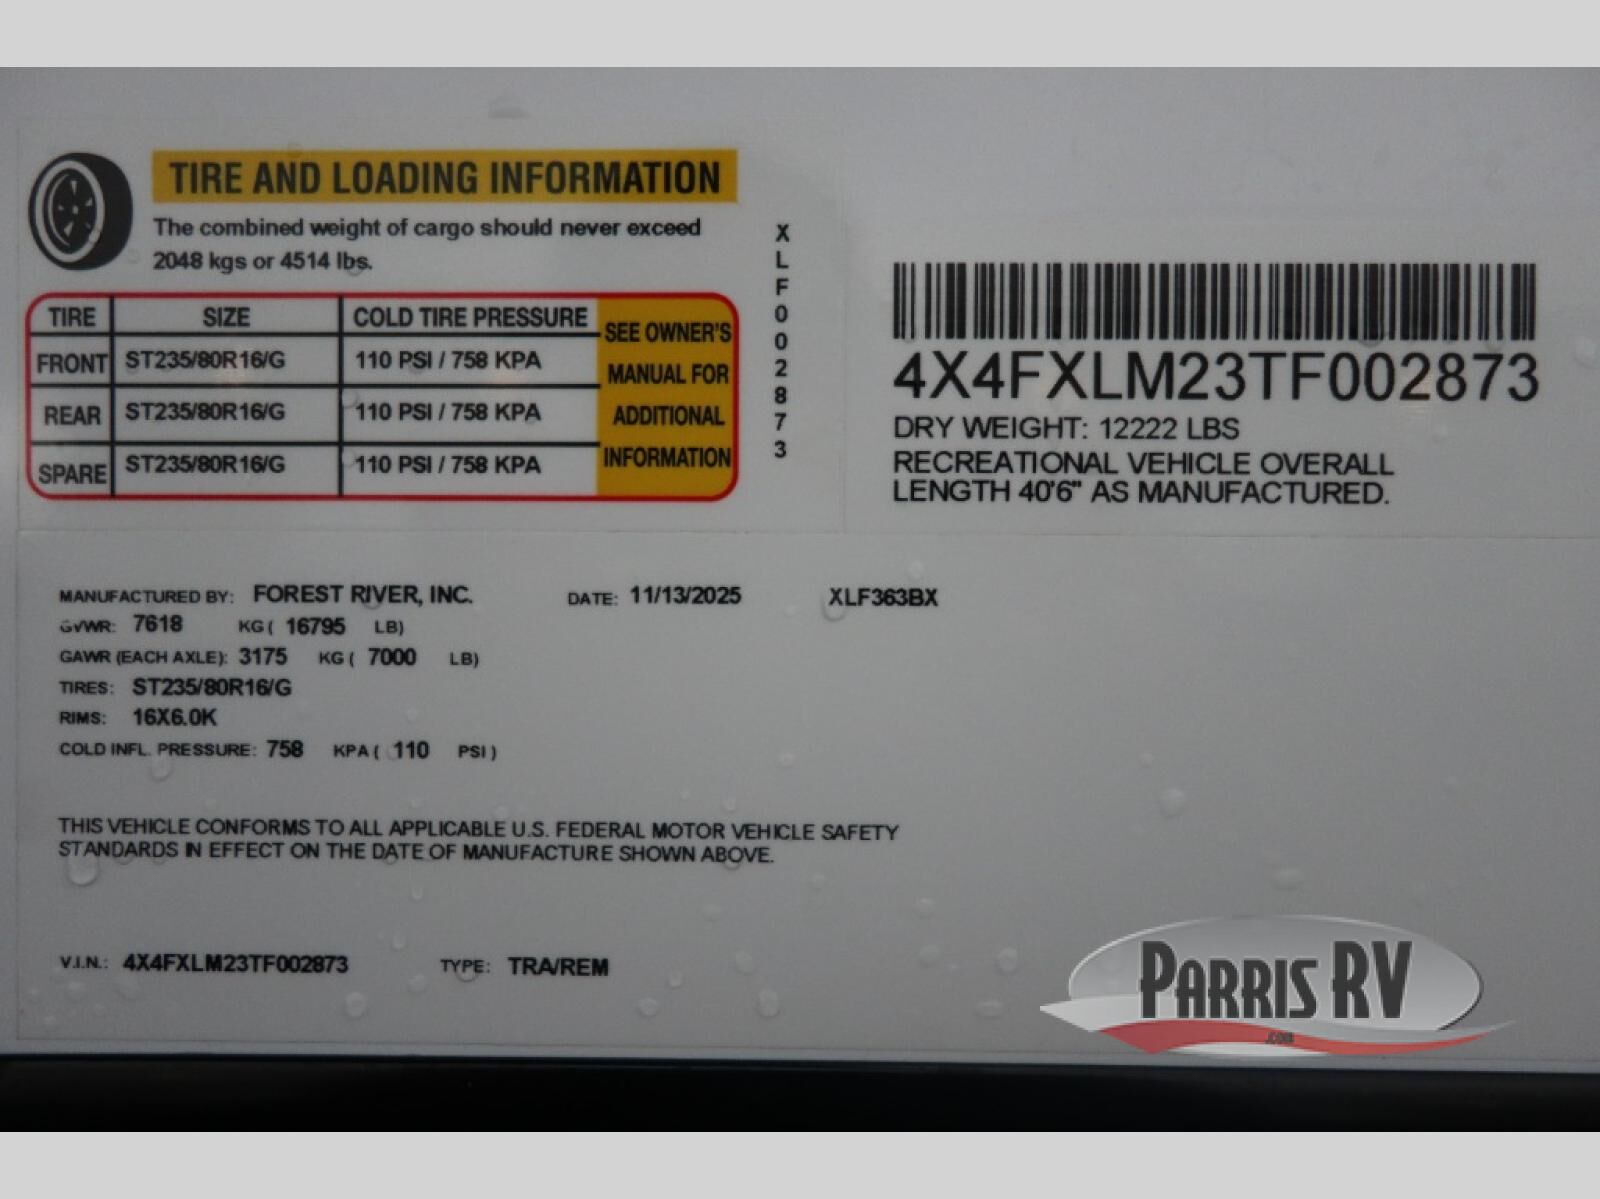 TIRE AND LOADING INFORMATION
The combined weight of cargo should never exceed
2048 kgs or 4514 lbs.
TIRE SIZE COLD TIRE PRESSURE SEE OWNER'S
FRONT ST235/80R16/G 110 PSI / 758 KPA MANUAL FOR
REAR ST235/80R16/G 110 PSI / 758 KPA ADDITIONAL
SPARE ST235/80R16/G 110 PSI / 758 KPA INFORMATION
XLF002873
4X4FXLM23TF002873
DRY WEIGHT: 12222 LBS
RECREATIONAL VEHICLE OVERALL
LENGTH 40'6" AS MANUFACTURED.
MANUFACTURED BY: FOREST RIVER, INC. DATE: 11/13/2025 XLF363BX
GVWR: 7618 KG ( 16795 LB)
GAWR (EACH AXLE): 3175 KG ( 7000 LB)
TIRES: ST235/80R16/G
RIMS: 16X6.0K
COLD INFL. PRESSURE: 758 KPA ( 110 PSI )
THIS VEHICLE CONFORMS TO ALL APPLICABLE U.S. FEDERAL MOTOR VEHICLE SAFETY
STANDARDS IN EFFECT ON THE DATE OF MANUFACTURE SHOWN ABOVE.
V.I.N.: 4X4FXLM23TF002873 TYPE: TRA/REM
PARRIS RV
.COM